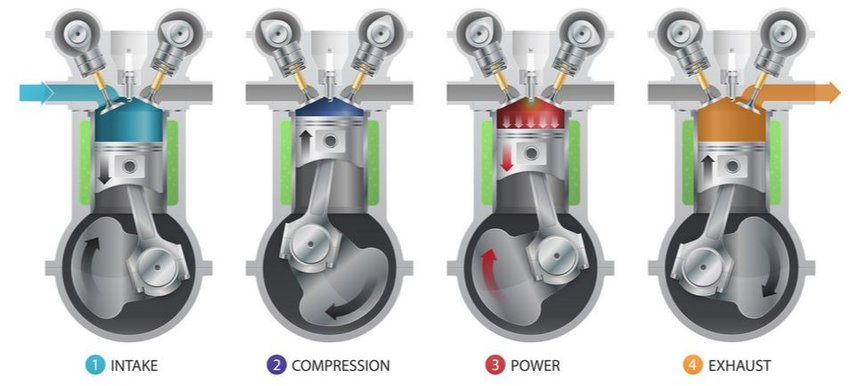 1 INTAKE
2 COMPRESSION
3 POWER
4 EXHAUST